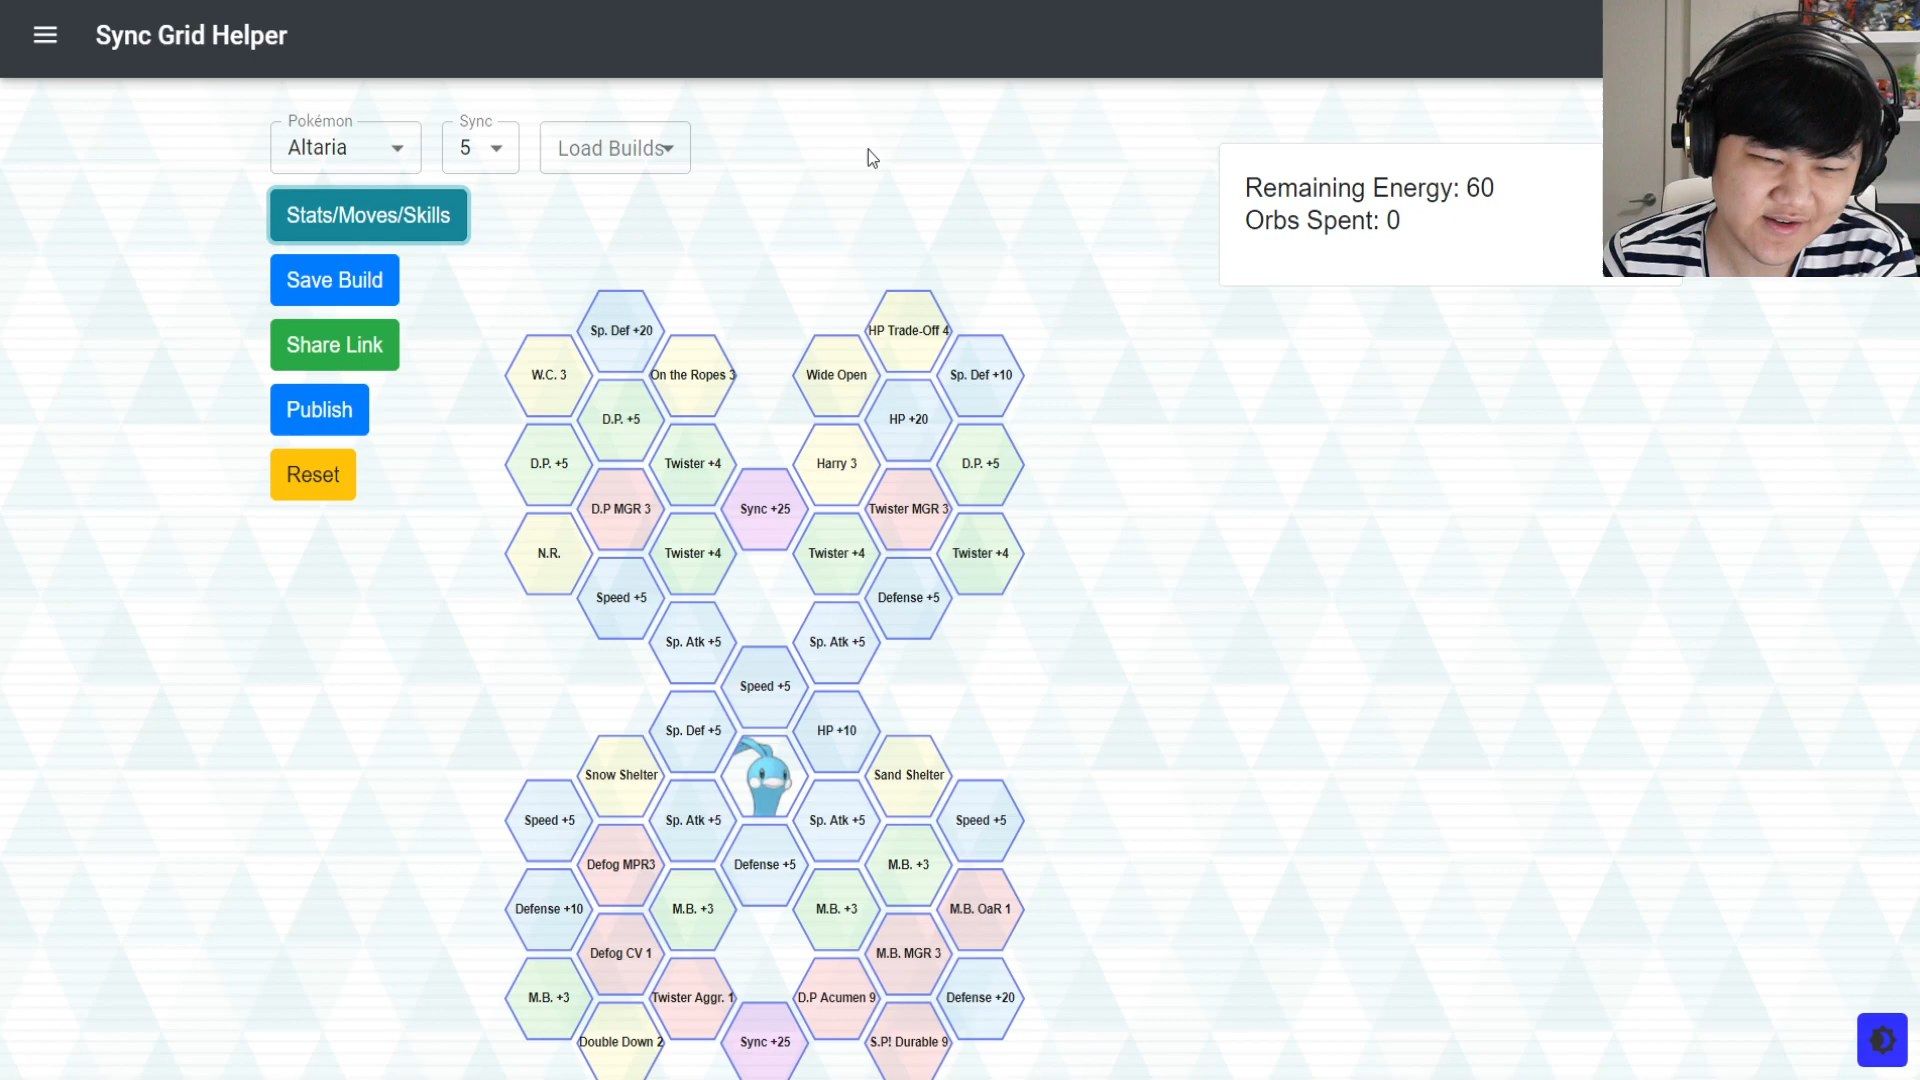 Sync Grid Helper
Pokémon
Altaria
Sync
5
Load Builds
Stats/Moves/Skills
Save Build
Share Link
Publish
Reset
Remaining Energy: 60
Orbs Spent: 0
Sp. Def +20
HP Trade-Off 4
W.C. 3
On the Ropes 3
Wide Open
Sp. Def +10
D.P. +5
HP +20
D.P. +5
Twister +4
Harry 3
D.P. +5
D.P MGR 3
Sync +25
Twister MGR 3
N.R.
Twister +4
Twister +4
Twister +4
Speed +5
Defense +5
Sp. Atk +5
Sp. Atk +5
Speed +5
Sp. Def +5
HP +10
Snow Shelter
Sand Shelter
Speed +5
Sp. Atk +5
Sp. Atk +5
Speed +5
Defog MPR3
Defense +5
M.B. +3
Defense +10
M.B. +3
M.B. +3
M.B. OaR 1
Defog CV 1
M.B. MGR 3
M.B. +3
Twister Aggr. 1
D.P Acumen 9
Defense +20
Double Down 2
Sync +25
S.P! Durable 9